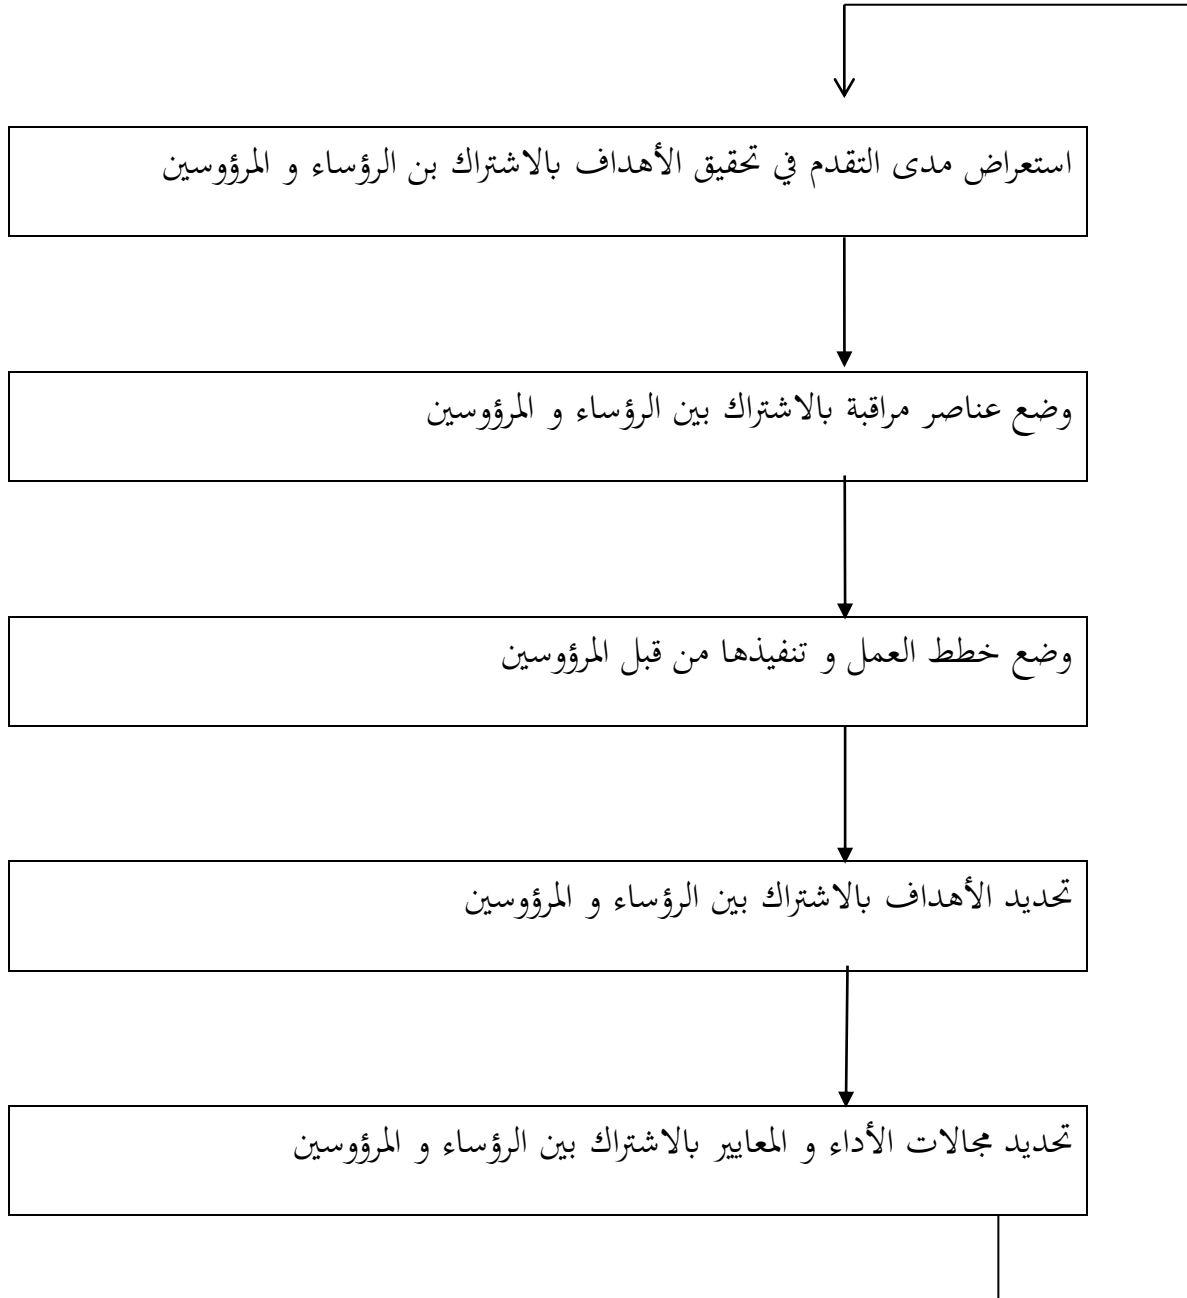 استعراض مدى التقدم في تحقيق الأهداف بالاشتراك بن الرؤساء و المرؤوسين
وضع عناصر مراقبة بالاشتراك بين الرؤساء و المرؤوسين
وضع خطط العمل و تنفيذها من قبل المرؤوسين
تحديد الأهداف بالاشتراك بين الرؤساء و المرؤوسين
تحديد مجالات الأداء و المعايير بالاشتراك بين الرؤساء و المرؤوسين